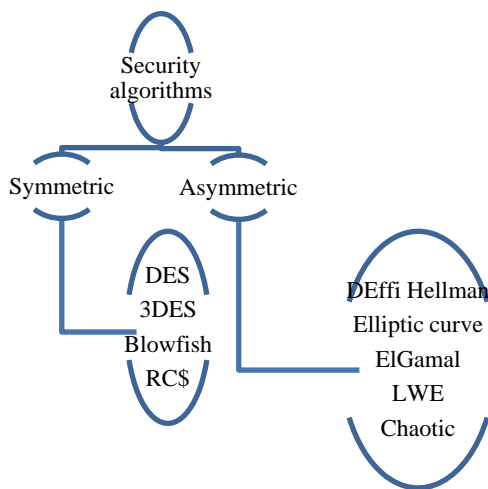 Security
algorithms
Symmetric
Asymmetric
DES
3DES
Blowfish
RC$
DEffi Hellman
Elliptic curve
ElGamal
LWE
Chaotic